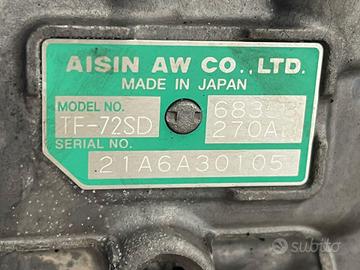 AISIN AW CO., LTD.
MADE IN JAPAN
MODEL NO.
TF-72SD
270A
SERIAL NO.
21A6A30105
subito